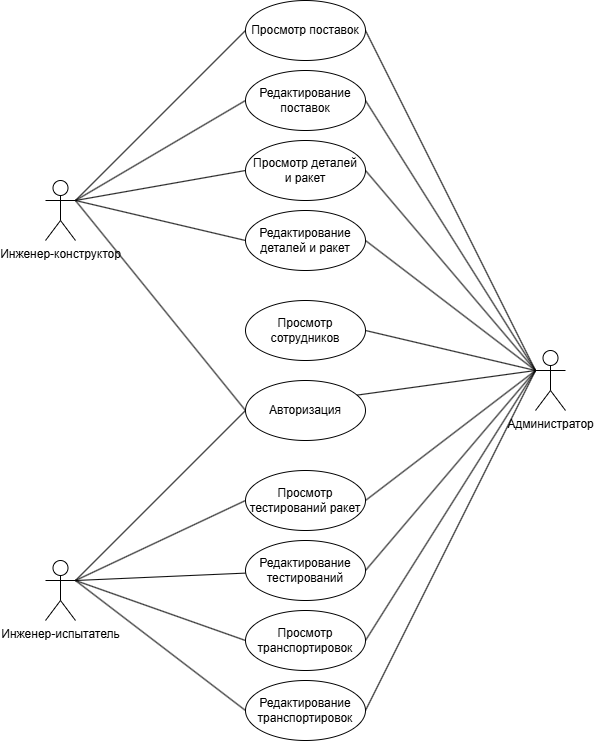 Просмотр поставок
Редактирование
поставок
Просмотр деталей
и ракет
Редактирование
деталей и ракет
Инженер-конструктор
Просмотр
сотрудников
Авторизация
Администратор
Просмотр
тестирований ракет
Редактирование
тестирований
Инженер-испытатель
Просмотр
транспортировок
Редактирование
транспортировок